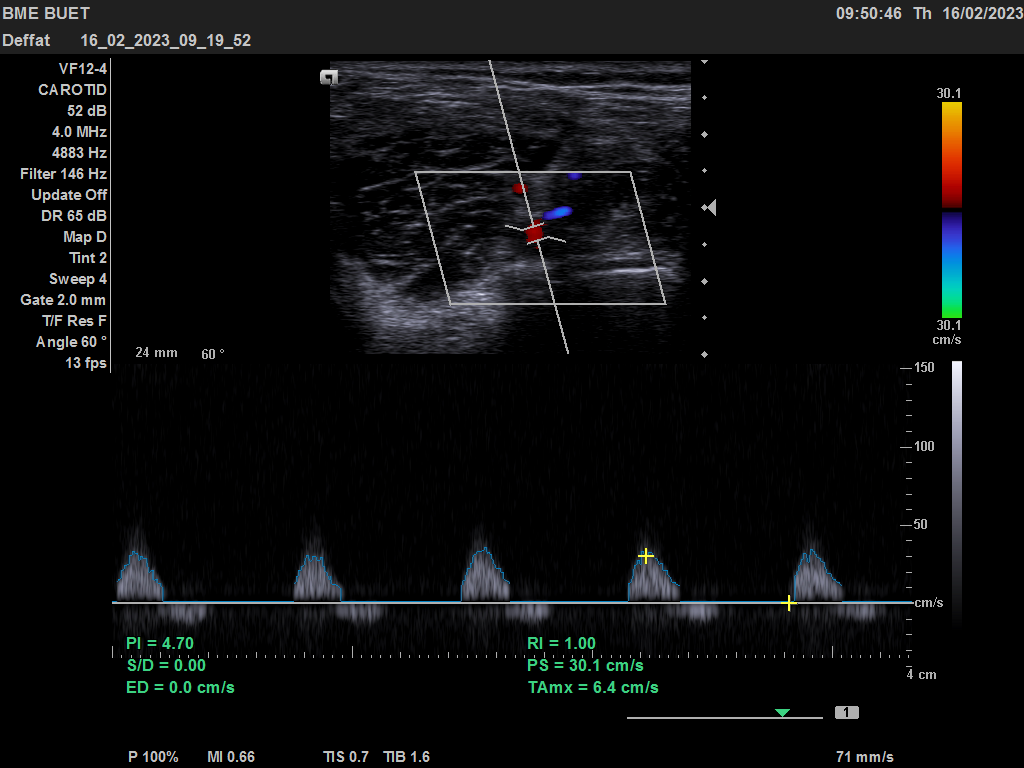 BME BUET
09:50:46 Th 16/02/2023
Deffat 16_02_2023_09_19_52
VF12-4
CAROTID
52 dB
4.0 MHz
4883 Hz
Filter 146 Hz
Update Off
DR 65 dB
Map D
Tint 2
Sweep 4
Gate 2.0 mm
T/F Res F
Angle 60 °
13 fps
24 mm 60 °
30.1
30.1
cm/s
150
100
50
cm/s
4 cm
PI = 4.70
S/D = 0.00
ED = 0.0 cm/s
RI = 1.00
PS = 30.1 cm/s
TAmx = 6.4 cm/s
1
P 100% MI 0.66 TIS 0.7 TIB 1.6 71 mm/s